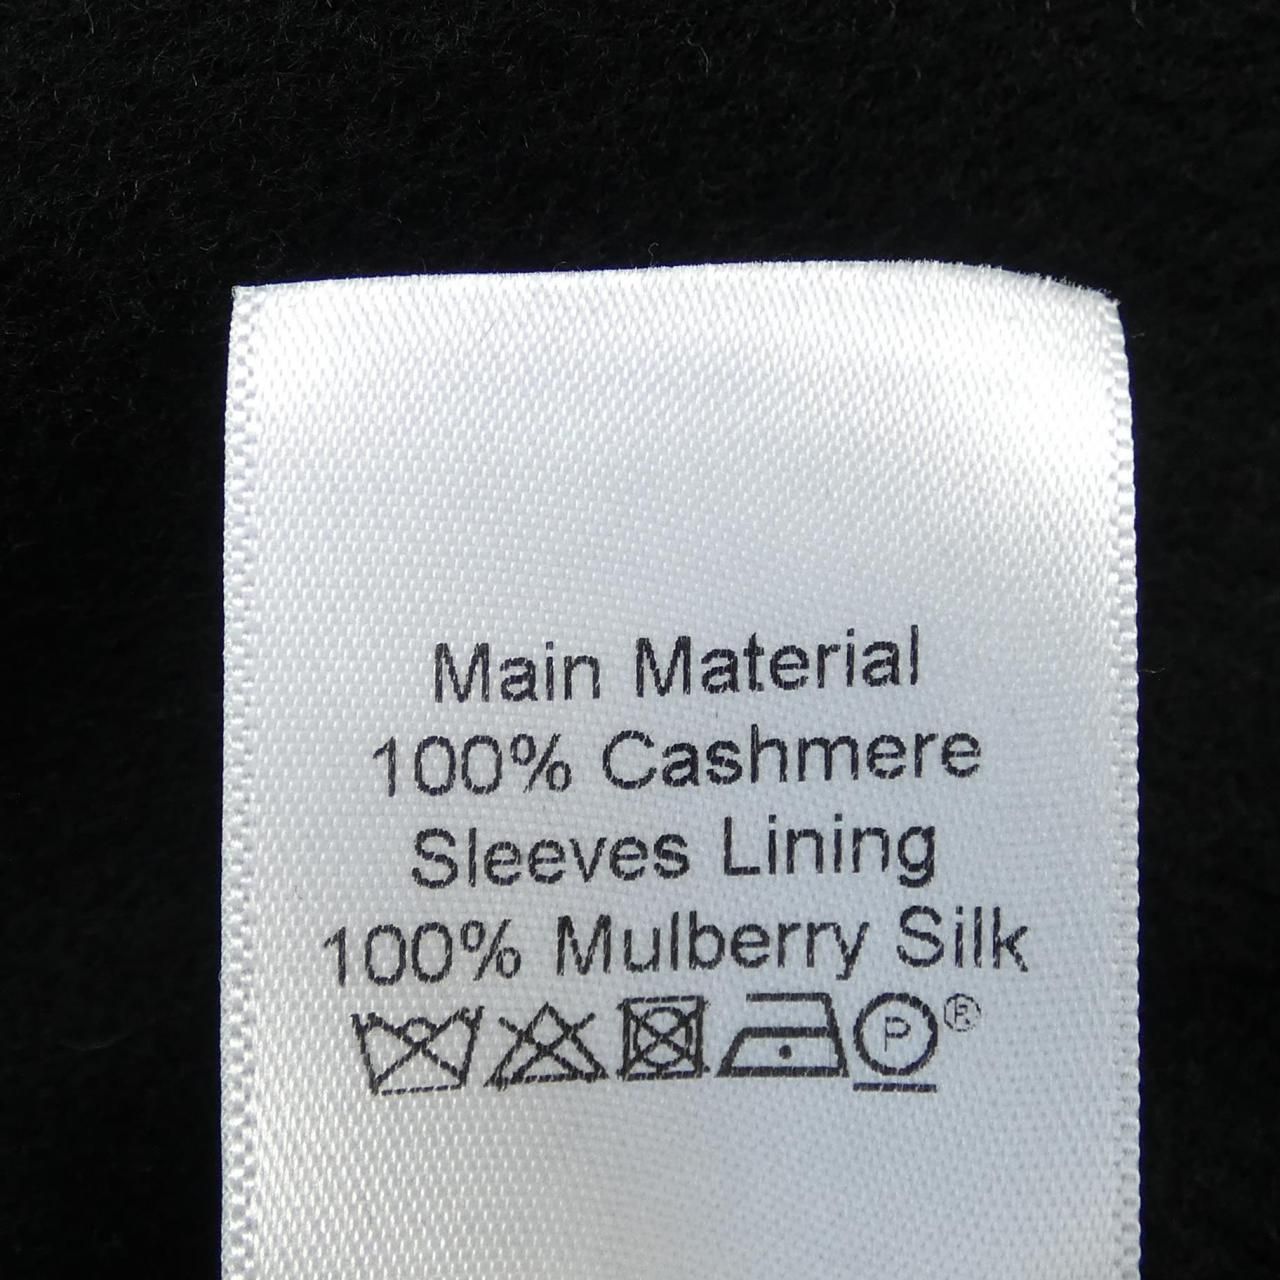 Main Material
100% Cashmere
Sleeves Lining
100% Mulberry Silk
P ®